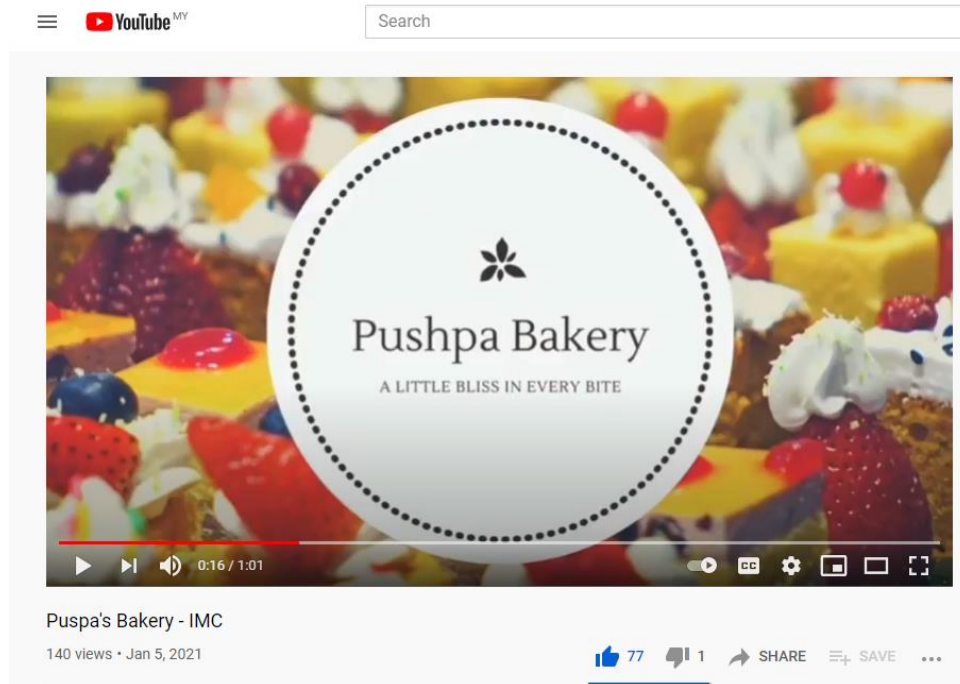 YouTube MY
Search
Pushpa Bakery
A LITTLE BLISS IN EVERY BITE
0:16 / 1:01
CC
Puspa's Bakery - IMC
140 views • Jan 5, 2021
77 1 SHARE SAVE